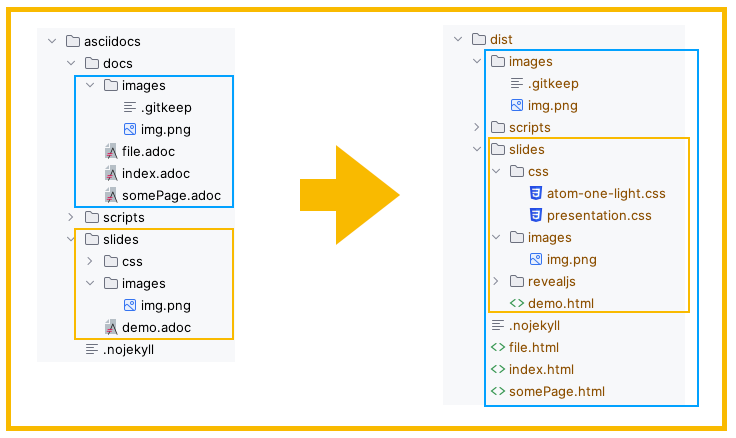 asciidocs
docs
images
.gitkeep
img.png
file.adoc
index.adoc
somePage.adoc
scripts
slides
css
images
img.png
demo.adoc
.nojekyll
dist
images
.gitkeep
img.png
scripts
slides
css
atom-one-light.css
presentation.css
images
img.png
revealjs
demo.html
.nojekyll
file.html
index.html
somePage.html